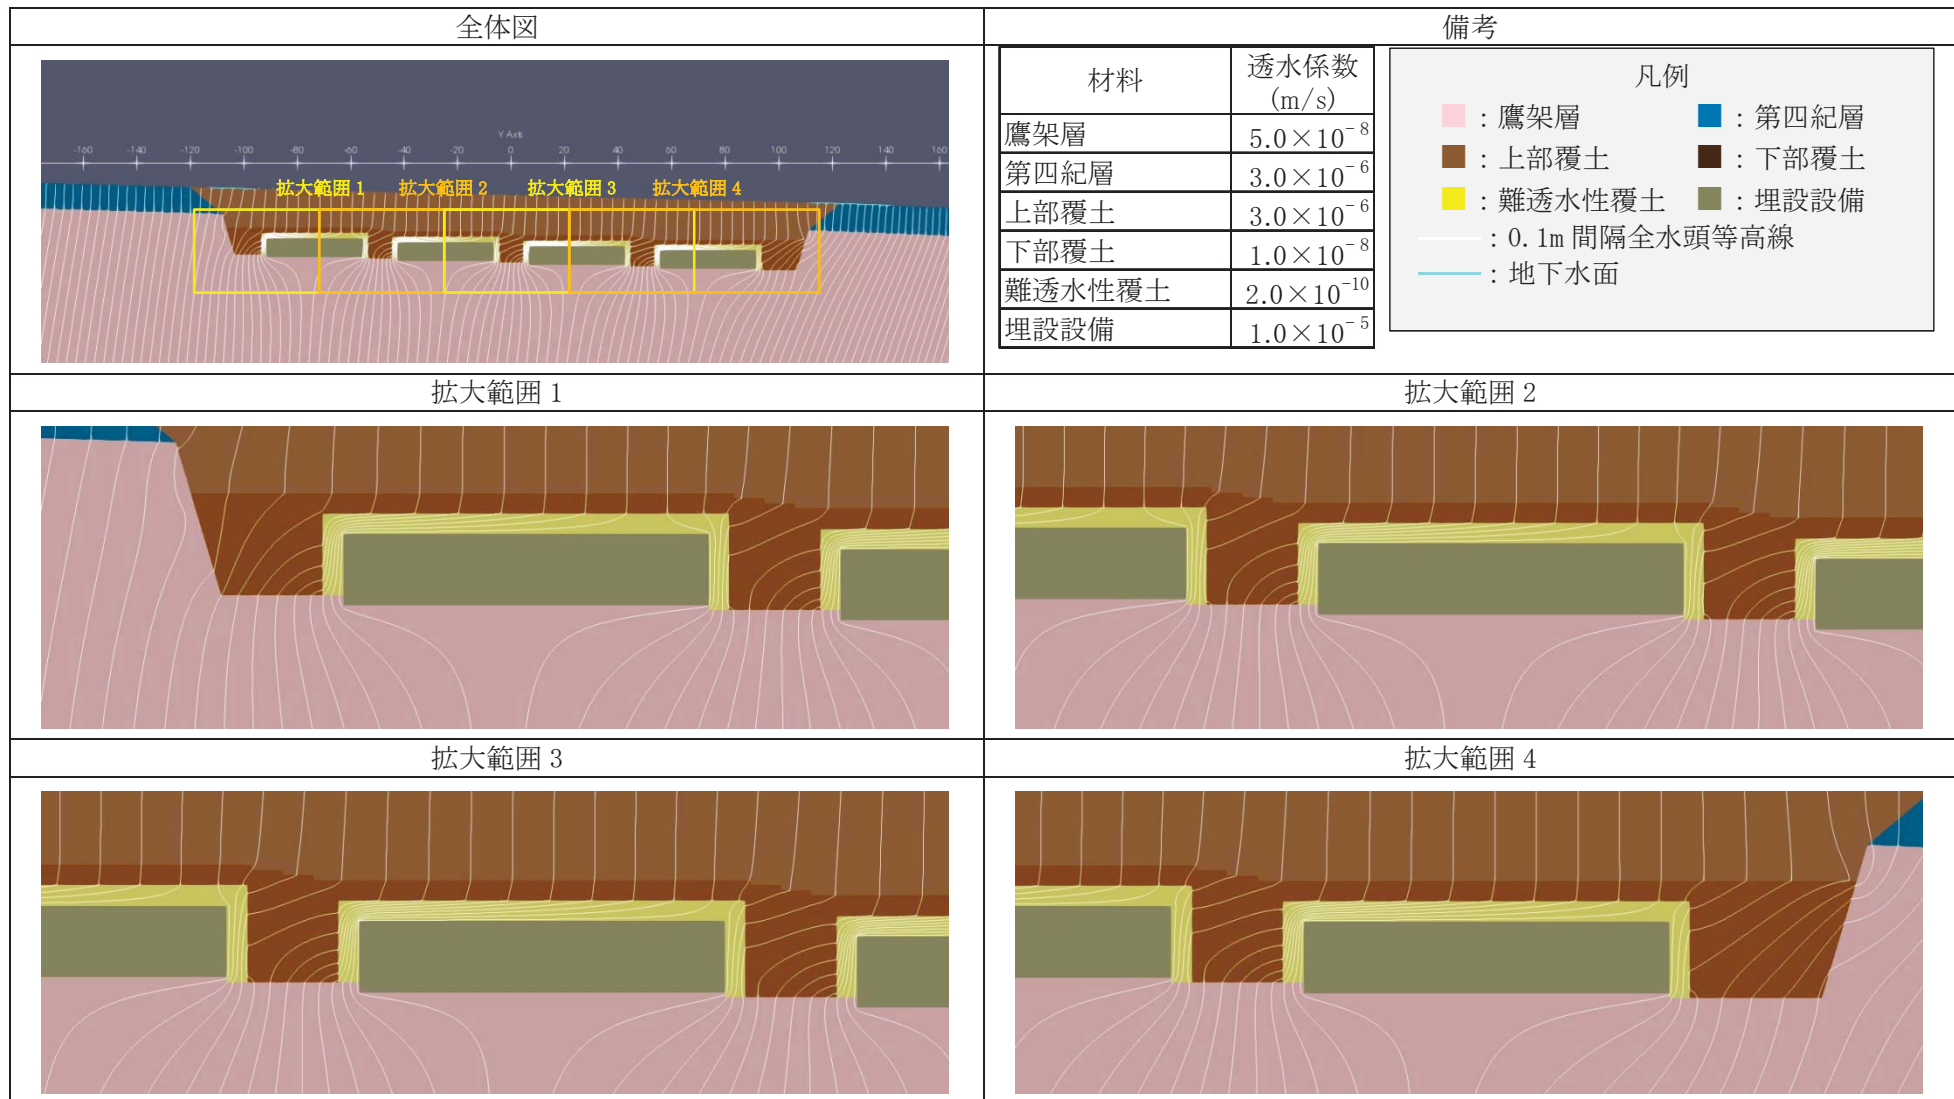 全体図
備考
Y Axis
-160 -140 -120 -100 -80 -60 -40 -20 0 20 40 60 80 100 120 140 160
拡大範囲 1 拡大範囲 2 拡大範囲 3 拡大範囲 4
材料 透水係数
(m/s)
鷹架層 5.0×10⁻⁸
第四紀層 3.0×10⁻⁶
上部覆土 3.0×10⁻⁶
下部覆土 1.0×10⁻⁸
難透水性覆土 2.0×10⁻¹⁰
埋設設備 1.0×10⁻⁵
凡例
:鷹架層 :第四紀層
:上部覆土 :下部覆土
:難透水性覆土 :埋設設備
:0.1m 間隔全水頭等高線
:地下水面
拡大範囲 1
拡大範囲 2
拡大範囲 3
拡大範囲 4